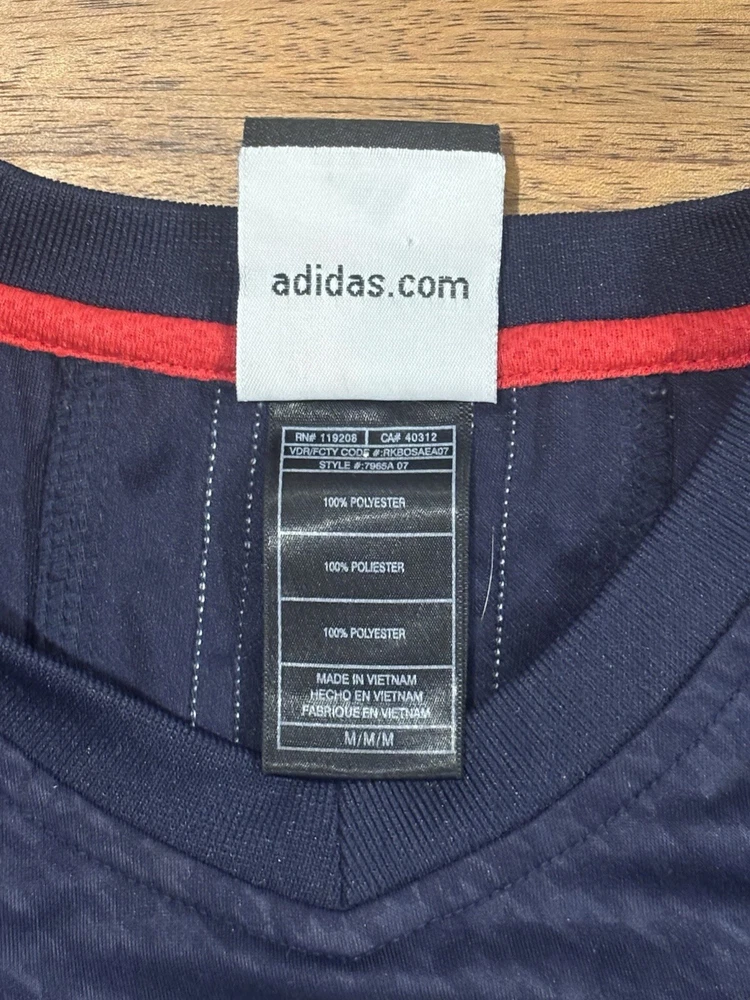 adidas.com
RN# 119208 CA# 40312
VDR/FCTY CODE #:RKBOSAEA07
STYLE #:7965A 07
100% POLYESTER
100% POLIESTER
100% POLYESTER
MADE IN VIETNAM
HECHO EN VIETNAM
FABRIQUE EN VIETNAM
M/M/M